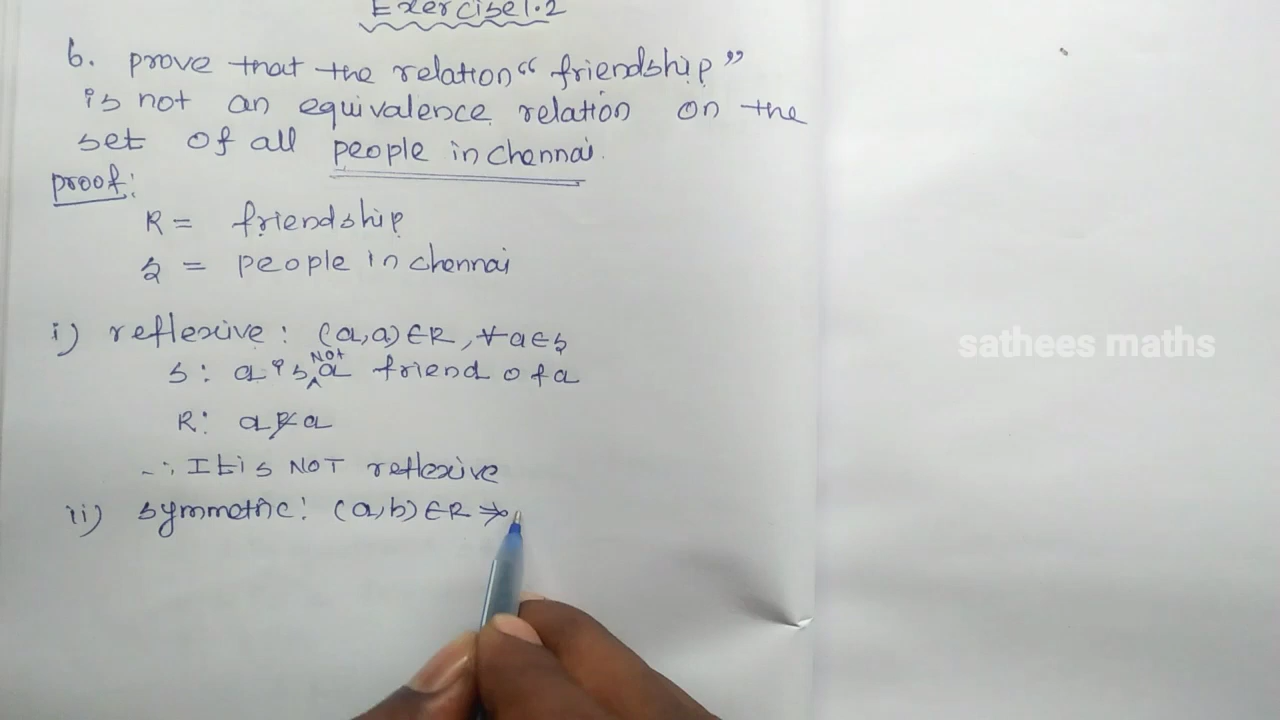 Exercise 1.2
6. prove that the relation “friendship”
is not an equivalence relation on the
set of all people in chennai.
proof:
R = friendship
S = people in chennai
i) reflexive : (a,a)∈R, ∀a∈S
NOT
S: a is ‸ a friend of a
R: a R̸ a
∴ It is NOT reflexive
ii) symmetric: (a,b)∈R ⇒
sathees maths